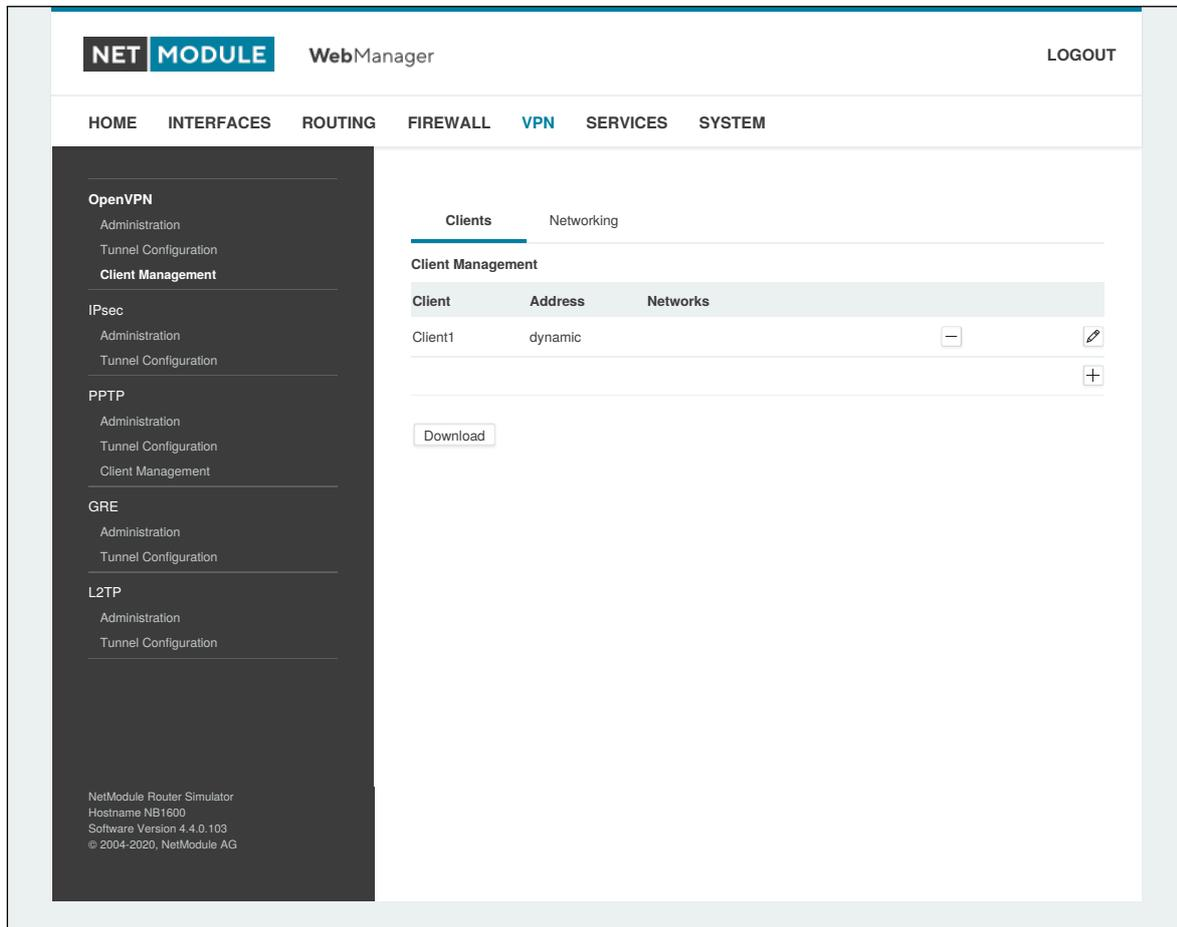 NET MODULE WebManager LOGOUT
HOME INTERFACES ROUTING FIREWALL VPN SERVICES SYSTEM
OpenVPN
Administration
Tunnel Configuration
Client Management
IPsec
Administration
Tunnel Configuration
PPTP
Administration
Tunnel Configuration
Client Management
GRE
Administration
Tunnel Configuration
L2TP
Administration
Tunnel Configuration
NetModule Router Simulator
Hostname NB1600
Software Version 4.4.0.103
© 2004-2020, NetModule AG
Clients Networking
Client Management
Client Address Networks
Client1 dynamic
Download